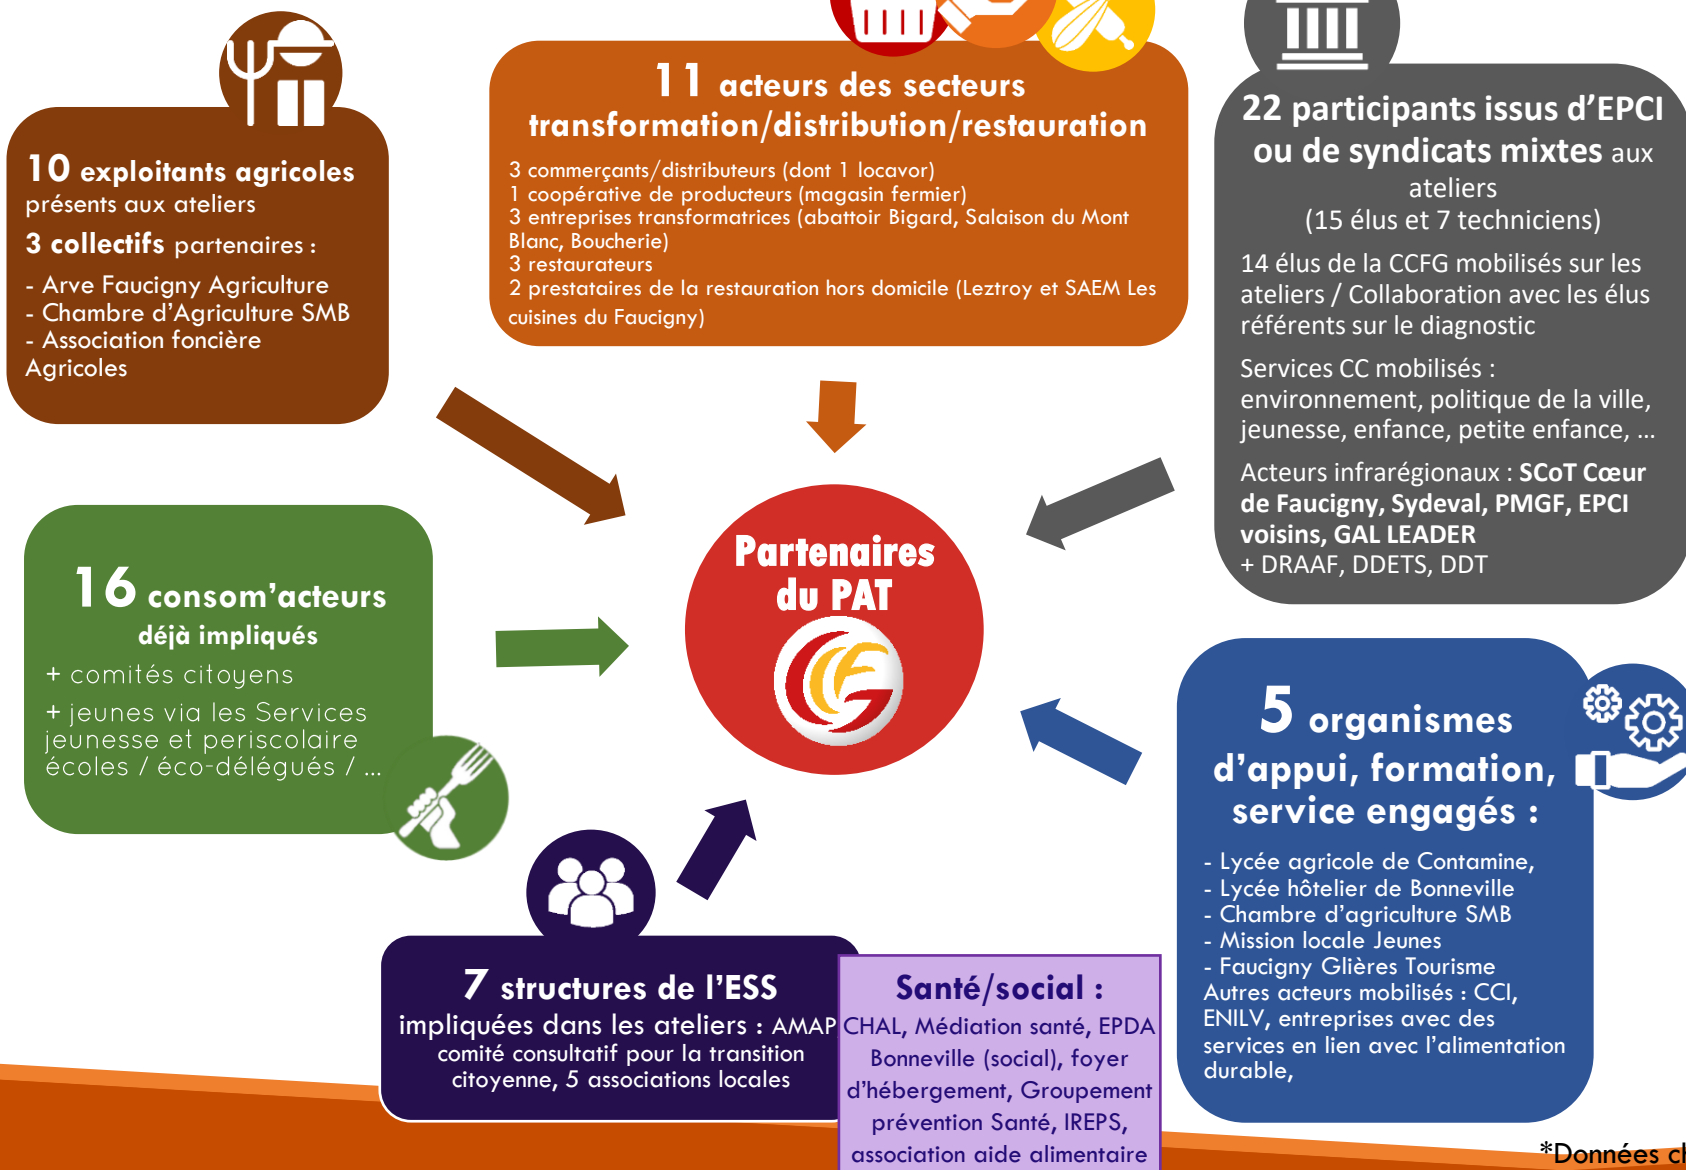 10 exploitants agricoles
présents aux ateliers
3 collectifs partenaires :
- Arve Faucigny Agriculture
- Chambre d'Agriculture SMB
- Association foncière
Agricoles
11 acteurs des secteurs
transformation/distribution/restauration
3 commerçants/distributeurs (dont 1 locavor)
1 coopérative de producteurs (magasin fermier)
3 entreprises transformatrices (abattoir Bigard, Salaison du Mont
Blanc, Boucherie)
3 restaurateurs
2 prestataires de la restauration hors domicile (Leztroy et SAEM Les
cuisines du Faucigny)
22 participants issus d'EPCI
ou de syndicats mixtes aux
ateliers
(15 élus et 7 techniciens)
14 élus de la CCFG mobilisés sur les
ateliers / Collaboration avec les élus
référents sur le diagnostic
Services CC mobilisés :
environnement, politique de la ville,
jeunesse, enfance, petite enfance, ...
Acteurs infrarégionaux : SCoT Cœur
de Faucigny, Sydeval, PMGF, EPCI
voisins, GAL LEADER
+ DRAAF, DDETS, DDT
16 consom'acteurs
déjà impliqués
+ comités citoyens
+ jeunes via les Services
jeunesse et periscolaire
écoles / éco-délégués / ...
Partenaires
du PAT
CCFG
5 organismes
d'appui, formation,
service engagés :
- Lycée agricole de Contamine,
- Lycée hôtelier de Bonneville
- Chambre d'agriculture SMB
- Mission locale Jeunes
- Faucigny Glières Tourisme
Autres acteurs mobilisés : CCI,
ENILV, entreprises avec des
services en lien avec l'alimentation
durable,
7 structures de l'ESS
impliquées dans les ateliers : AMAP
comité consultatif pour la transition
citoyenne, 5 associations locales
Santé/social :
CHAL, Médiation santé, EPDA
Bonneville (social), foyer
d'hébergement, Groupement
prévention Santé, IREPS,
association aide alimentaire
*Données ch